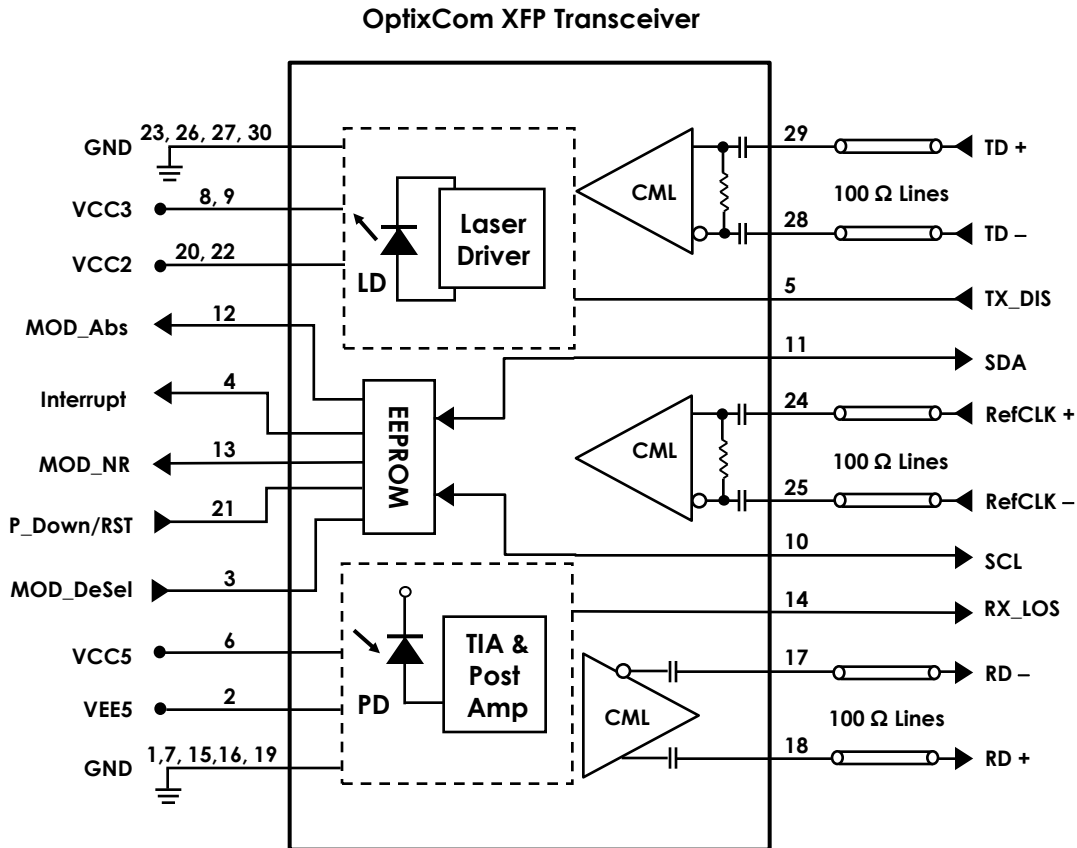 OptixCom XFP Transceiver
GND
23, 26, 27, 30
VCC3
8, 9
VCC2
20, 22
MOD_Abs
12
Interrupt
4
MOD_NR
13
P_Down/RST
21
MOD_DeSel
3
VCC5
6
VEE5
2
GND
1,7, 15,16, 19
LD
Laser
Driver
EEPROM
PD
TIA &
Post
Amp
CML
29
TD +
100 Ω Lines
28
TD –
5
TX_DIS
11
SDA
CML
24
RefCLK +
100 Ω Lines
25
RefCLK –
10
SCL
14
RX_LOS
CML
17
RD –
100 Ω Lines
18
RD +